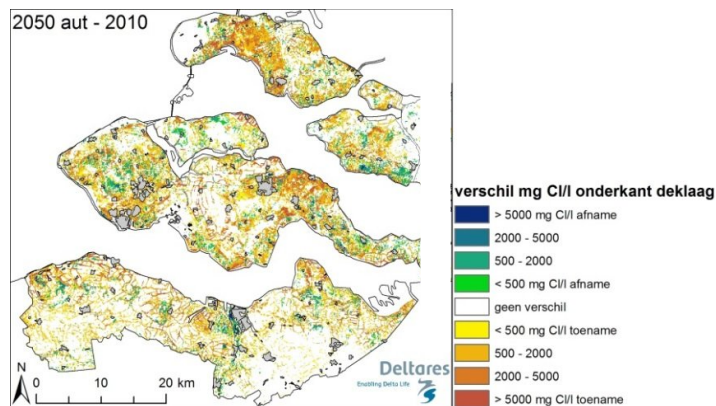 2050 aut - 2010
verschil mg Cl/l onderkant deklaag
> 5000 mg Cl/l afname
2000 - 5000
500 - 2000
< 500 mg Cl/l afname
geen verschil
< 500 mg Cl/l toename
500 - 2000
2000 - 5000
> 5000 mg Cl/l toename
N
0 10 20 km
Deltares
Enabling Delta Life